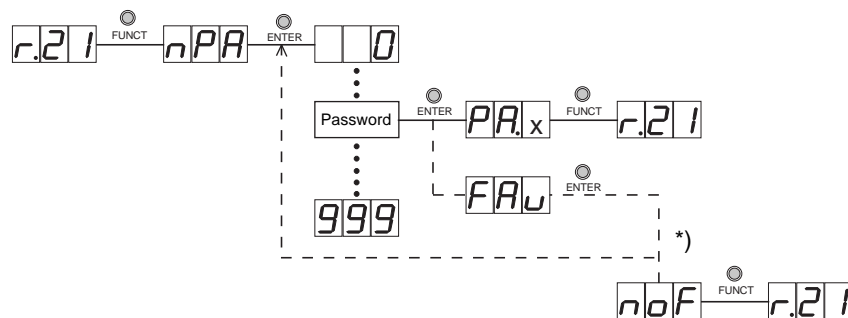 r.21 FUNCT nPA ENTER 0
Password ENTER PA. x FUNCT r.21
FAu ENTER
999
*)
noF FUNCT r.21